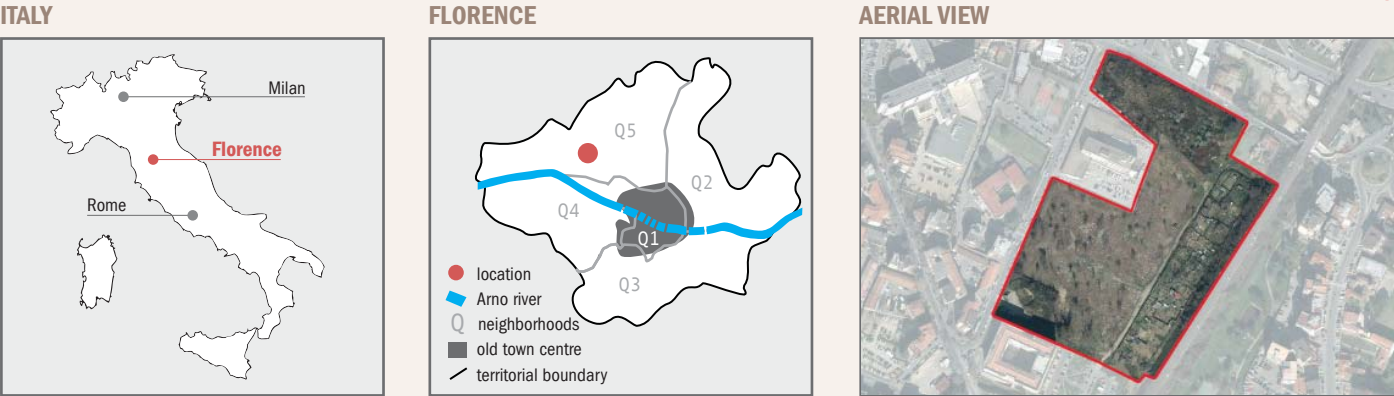 ITALY
Milan
Florence
Rome
FLORENCE
Q5
Q2
Q4
Q1
Q3
location
Arno river
Q neighborhoods
old town centre
territorial boundary
AERIAL VIEW